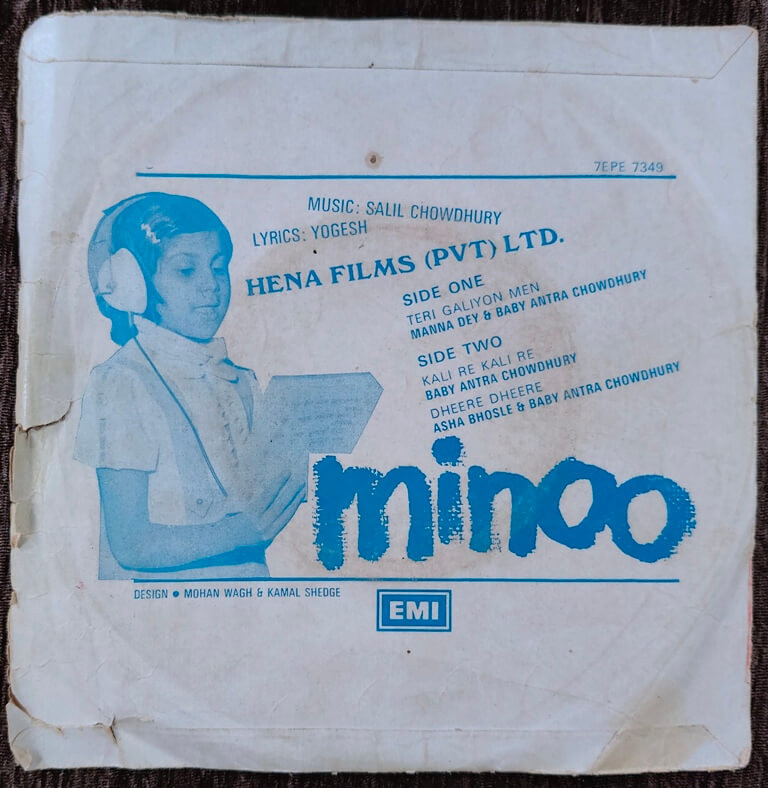 7EPE 7349
MUSIC: SALIL CHOWDHURY
LYRICS: YOGESH
HENA FILMS (PVT) LTD.
SIDE ONE
TERI GALIYON MEN
MANNA DEY & BABY ANTRA CHOWDHURY
SIDE TWO
KALI RE KALI RE
BABY ANTRA CHOWDHURY
DHEERE DHEERE
ASHA BHOSLE & BABY ANTRA CHOWDHURY
minoo
DESIGN ● MOHAN WAGH & KAMAL SHEDGE
EMI